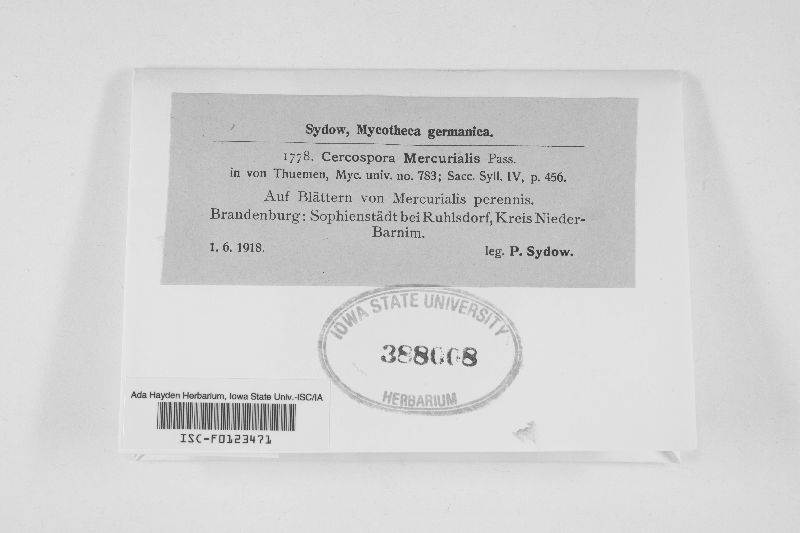 Sydow, Mycotheca germanica.
1778. Cercospora Mercurialis Pass.
in von Thuemen, Myc. univ. no. 783; Sacc. Syll. IV, p. 456.
Auf Blättern von Mercurialis perennis.
Brandenburg: Sophienstädt bei Ruhlsdorf, Kreis Nieder-
Barnim.
1. 6. 1918.
leg. P. Sydow.
IOWA STATE UNIVERSITY
388008
HERBARIUM
Ada Hayden Herbarium, Iowa State Univ.-ISC/IA
ISC-F0123471